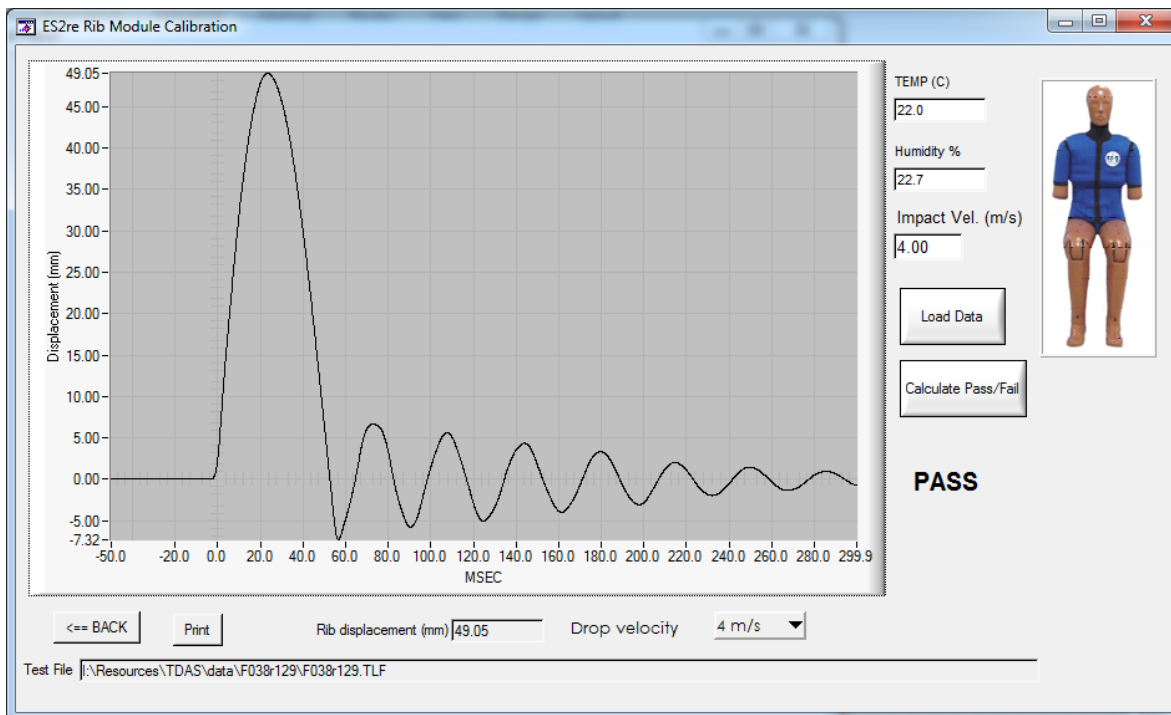 ES2re Rib Module Calibration
49.05
45.00
40.00
35.00
30.00
25.00
20.00
15.00
10.00
5.00
0.00
-5.00
-7.32
Displacement (mm)
-50.0 -20.0 0.0 20.0 40.0 60.0 80.0 100.0 120.0 140.0 160.0 180.0 200.0 220.0 240.0 260.0 280.0 299.9
MSEC
TEMP (C)
22.0
Humidity %
22.7
Impact Vel. (m/s)
4.00
Load Data
Calculate Pass/Fail
PASS
<== BACK
Print
Rib displacement (mm) 49.05
Drop velocity 4 m/s
Test File I:\Resources\TDAS\data\F038r129\F038r129.TLF